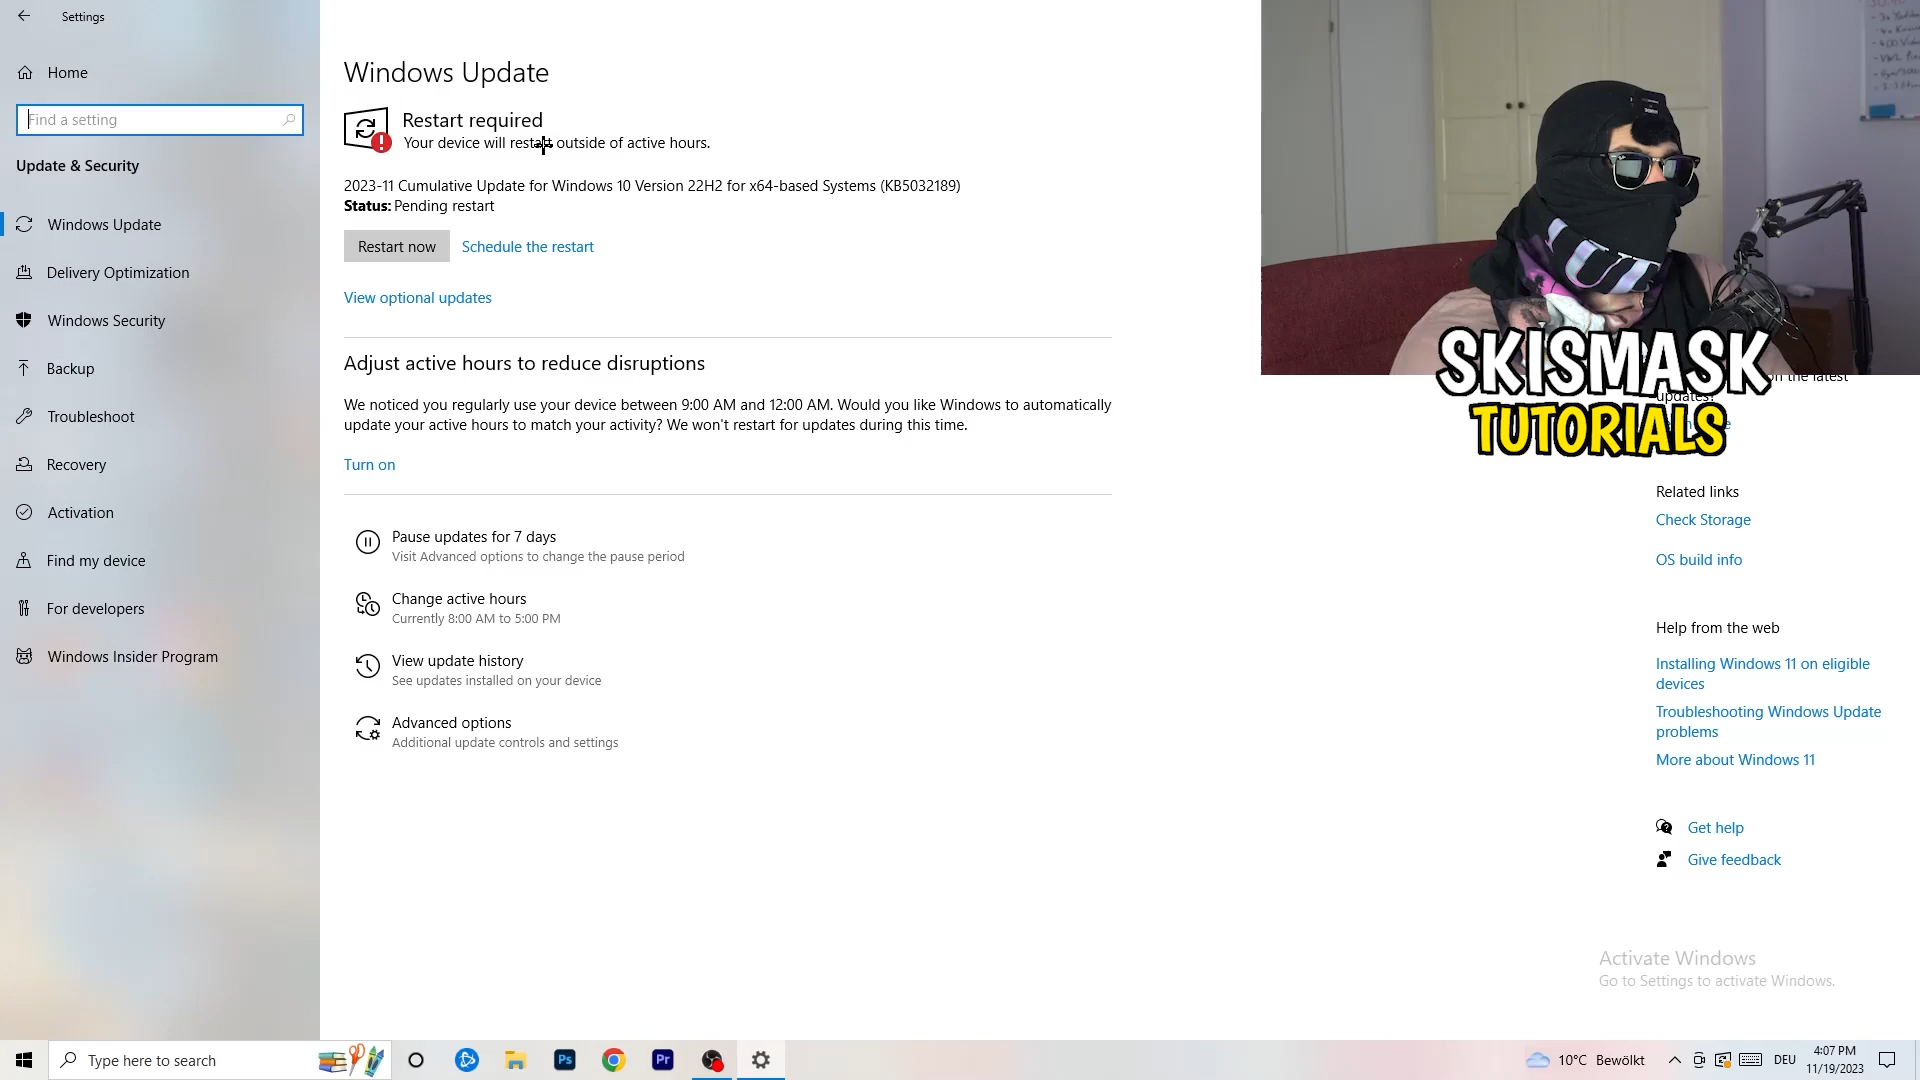 Settings
Home
Find a setting
Update & Security
Windows Update
Delivery Optimization
Windows Security
Backup
Troubleshoot
Recovery
Activation
Find my device
For developers
Windows Insider Program
Windows Update
Restart required
Your device will restart outside of active hours.
2023-11 Cumulative Update for Windows 10 Version 22H2 for x64-based Systems (KB5032189)
Status: Pending restart
Restart now Schedule the restart
View optional updates
Adjust active hours to reduce disruptions
We noticed you regularly use your device between 9:00 AM and 12:00 AM. Would you like Windows to automatically
update your active hours to match your activity? We won't restart for updates during this time.
Turn on
Pause updates for 7 days
Visit Advanced options to change the pause period
Change active hours
Currently 8:00 AM to 5:00 PM
View update history
See updates installed on your device
Advanced options
Additional update controls and settings
SKISMASK
TUTORIALS
on the latest
updates?
Related links
Check Storage
OS build info
Help from the web
Installing Windows 11 on eligible
devices
Troubleshooting Windows Update
problems
More about Windows 11
Get help
Give feedback
Activate Windows
Go to Settings to activate Windows.
Type here to search
Ps
Pr
10°C Bewölkt
DEU
4:07 PM
11/19/2023